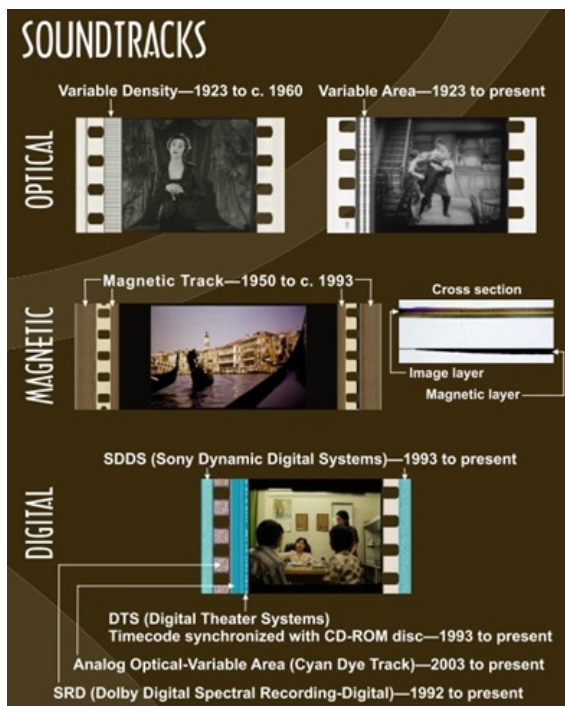 SOUNDTRACKS
OPTICAL
Variable Density—1923 to c. 1960
Variable Area—1923 to present
MAGNETIC
Magnetic Track—1950 to c. 1993
Cross section
Image layer
Magnetic layer
DIGITAL
SDDS (Sony Dynamic Digital Systems)—1993 to present
DTS (Digital Theater Systems)
Timecode synchronized with CD-ROM disc—1993 to present
Analog Optical-Variable Area (Cyan Dye Track)—2003 to present
SRD (Dolby Digital Spectral Recording-Digital)—1992 to present